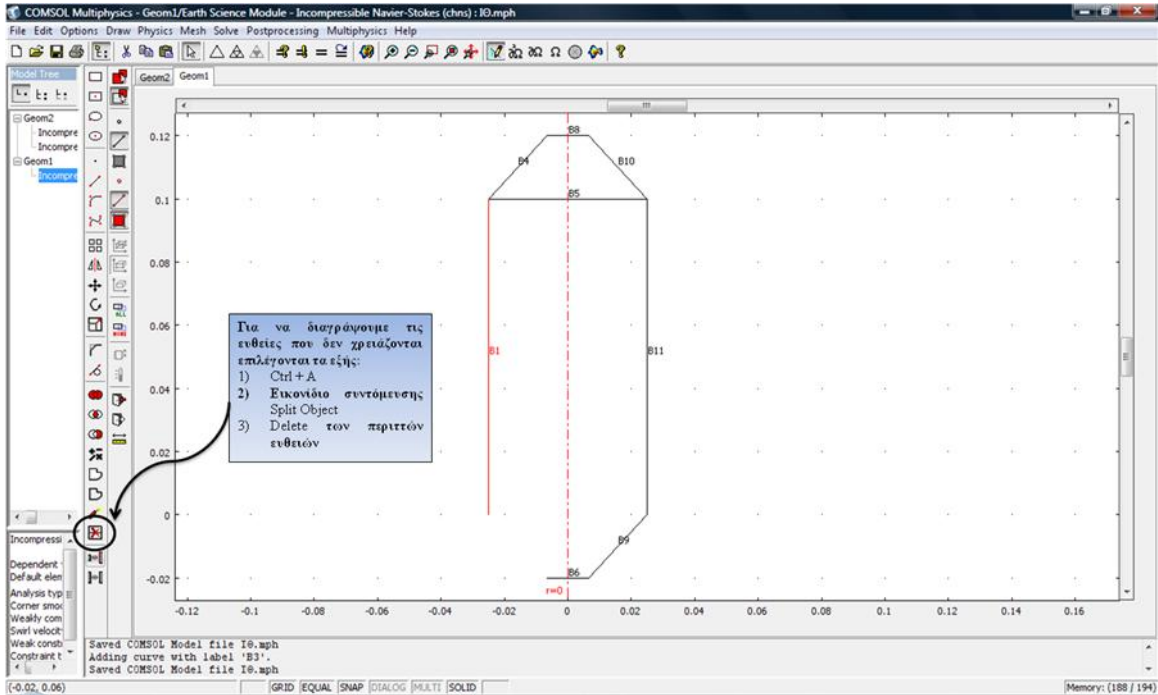 COMSOL Multiphysics - Geom1/Earth Science Module - Incompressible Navier-Stokes (chns) : IΘ.mph
File Edit Options Draw Physics Mesh Solve Postprocessing Multiphysics Help
Model Tree
Geom2 Geom1
Geom2
Incompre
Incompre
Geom1
Incompre
0.12
0.1
0.08
0.06
0.04
0.02
0
-0.02
B8
B4
B10
B5
B1
B11
B9
B6
r=0
Για να διαγράψουμε τις
ευθείες που δεν χρειάζονται
επιλέγονται τα εξής:
1) Ctrl + A
2) Εικονίδιο συντόμευσης
Split Object
3) Delete των περιττών
ευθειών
-0.12 -0.1 -0.08 -0.06 -0.04 -0.02 0 0.02 0.04 0.06 0.08 0.1 0.12 0.14 0.16
Incompressi
Dependent
Default elem
Analysis typ
Corner smoo
Weakly com
Swirl velocit
Weak consti
Constraint t
Saved COMSOL Model file IΘ.mph
Adding curve with label 'B3'.
Saved COMSOL Model file IΘ.mph
(-0.02, 0.06) GRID EQUAL SNAP DIALOG MULTI SOLID Memory: (188 / 194)